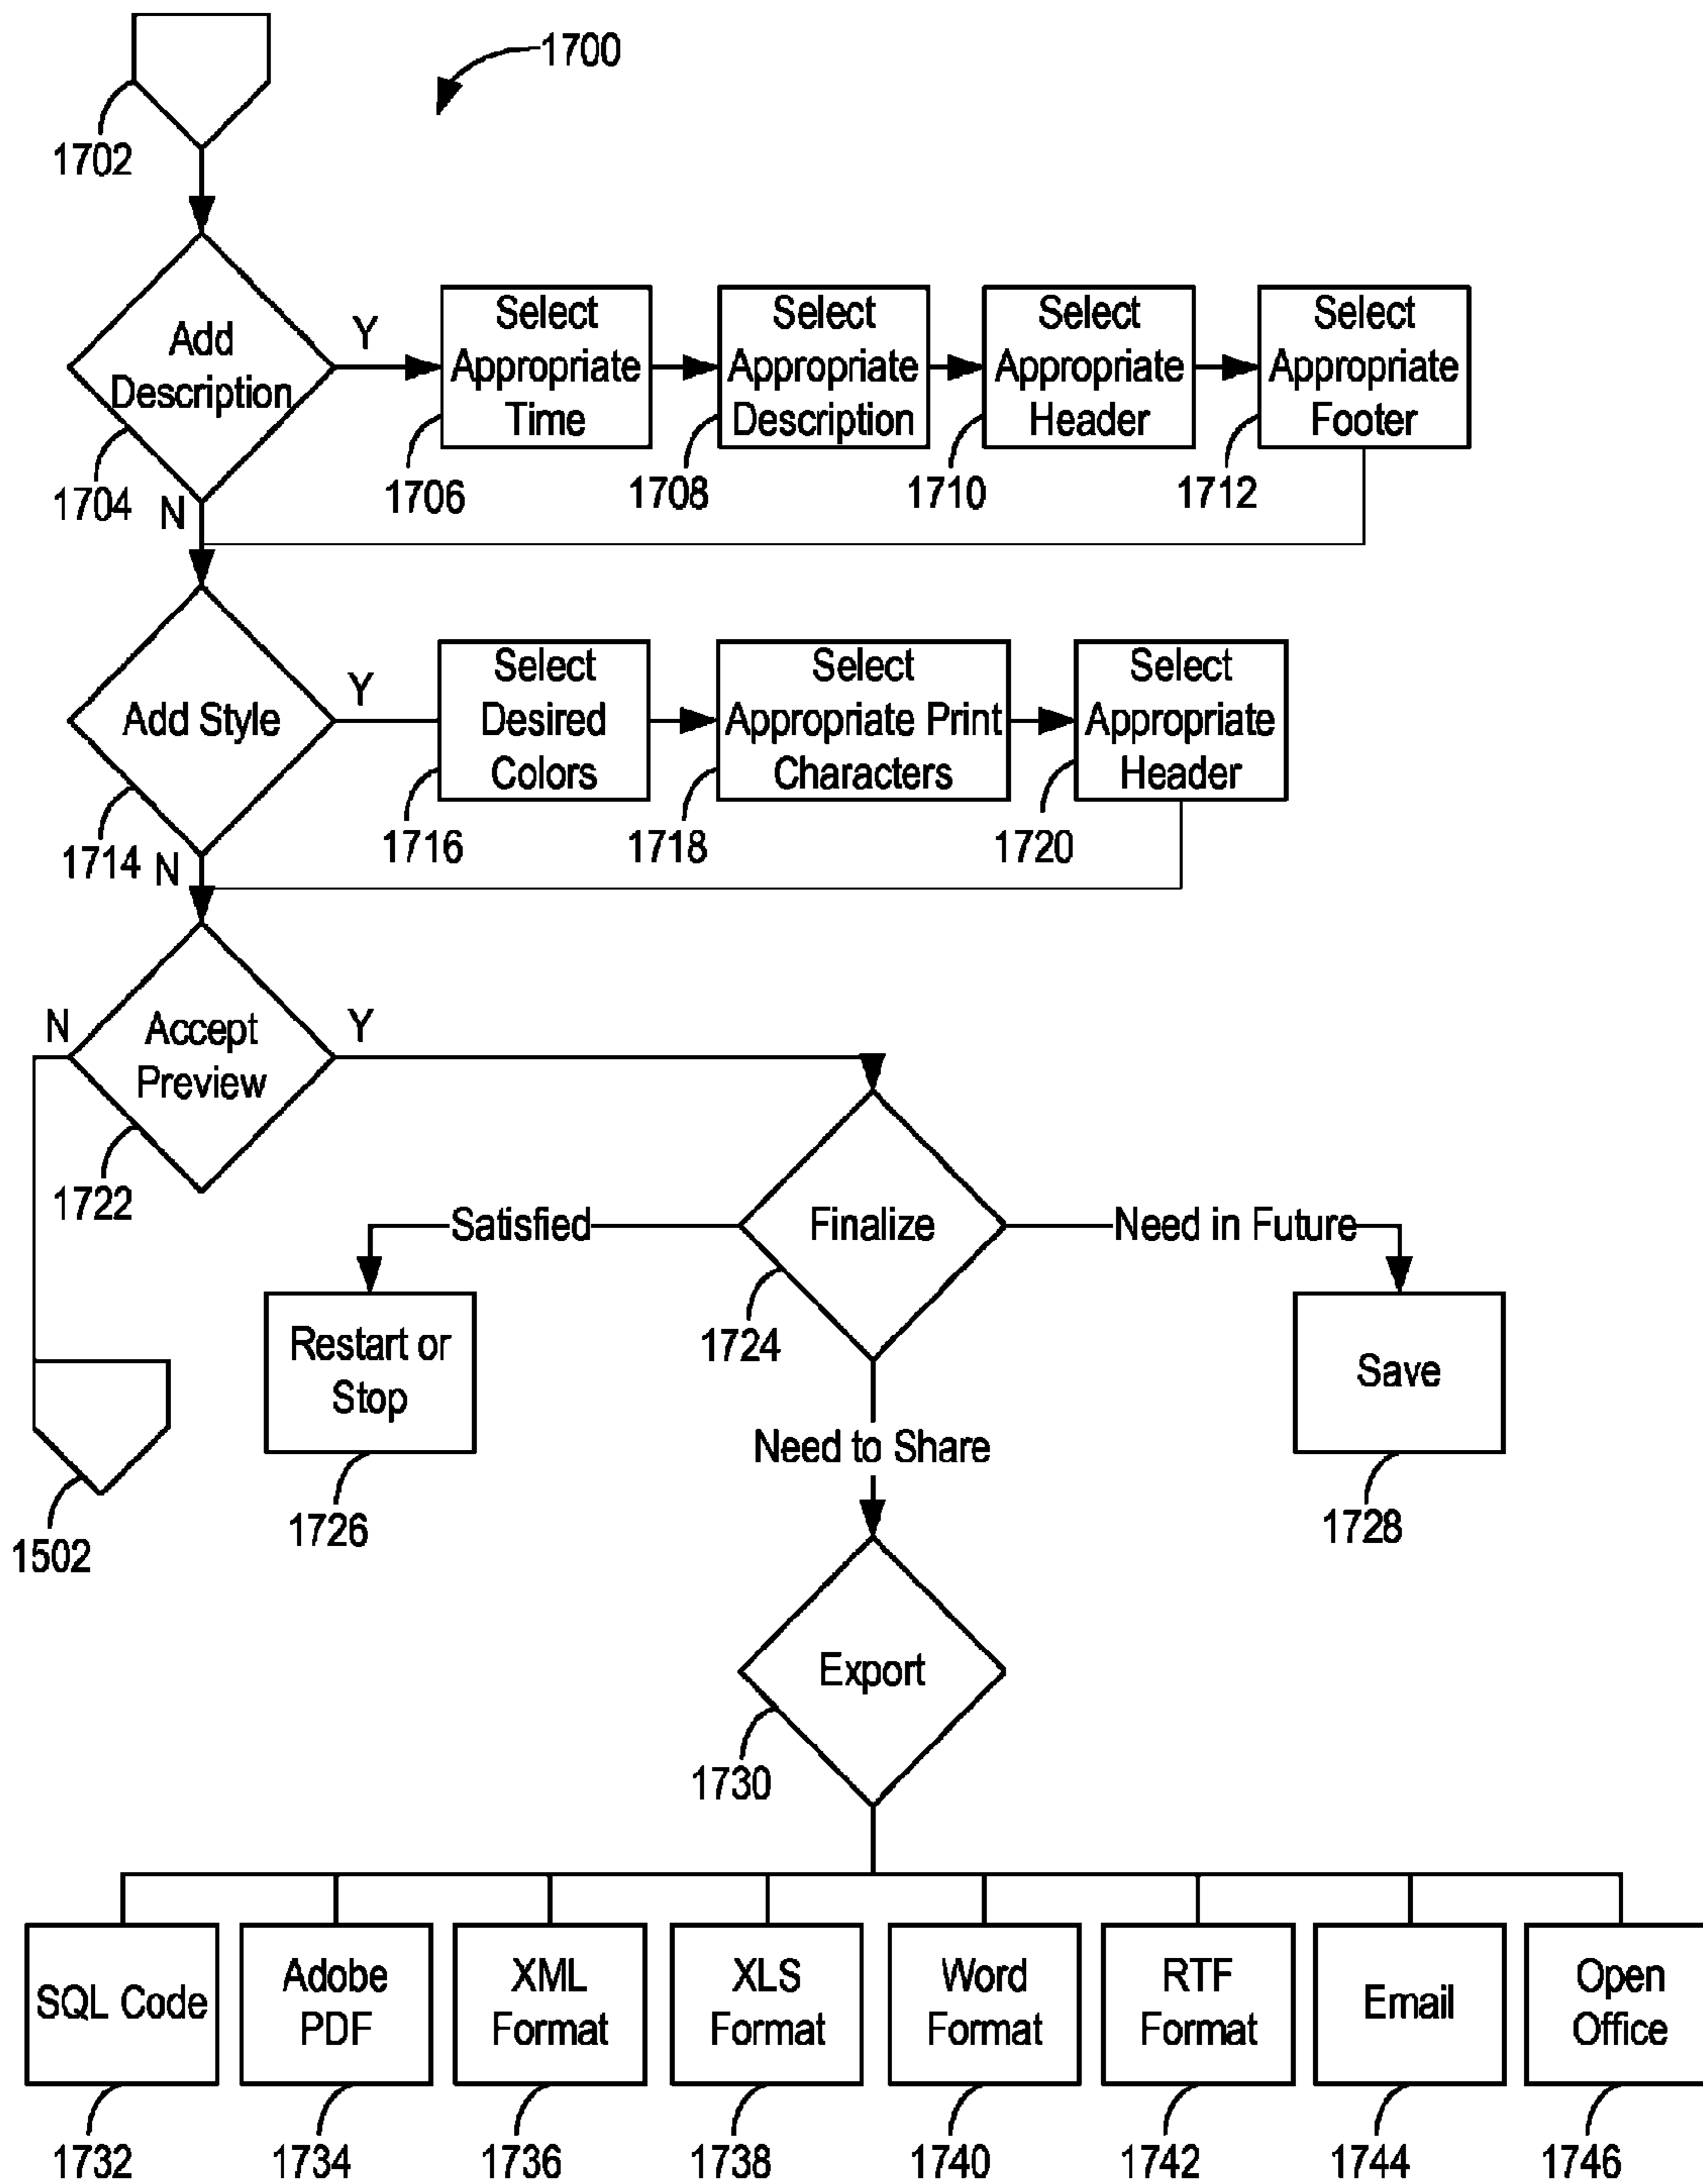 1700
1702
Add
Description
1704
Y
N
Select
Appropriate
Time
1706
Select
Appropriate
Description
1708
Select
Appropriate
Header
1710
Select
Appropriate
Footer
1712
Add Style
1714
Y
N
Select
Desired
Colors
1716
Select
Appropriate Print
Characters
1718
Select
Appropriate
Header
1720
N
Accept
Preview
Y
1722
1502
Satisfied
Finalize
Need in Future
1724
Restart or
Stop
1726
Need to Share
Save
1728
Export
1730
SQL Code
1732
Adobe
PDF
1734
XML
Format
1736
XLS
Format
1738
Word
Format
1740
RTF
Format
1742
Email
1744
Open
Office
1746